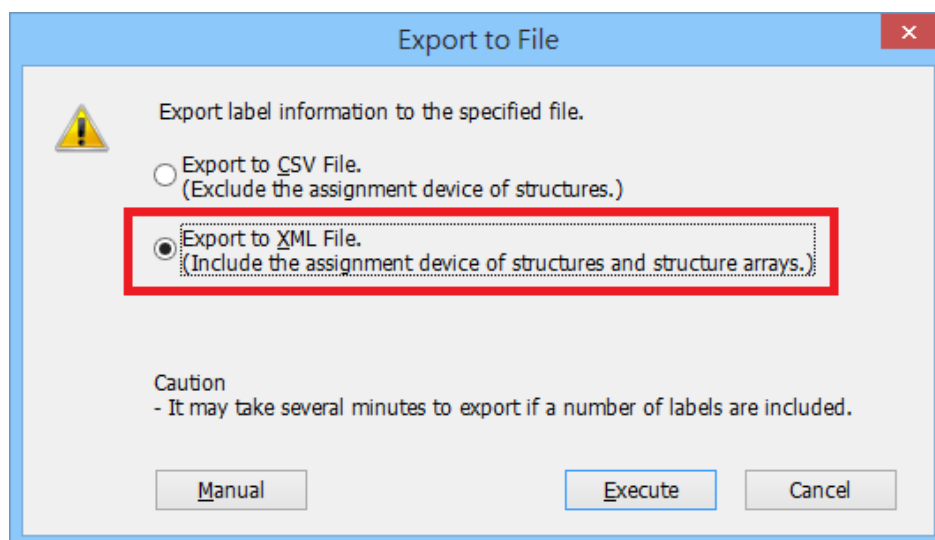 Export to File
Export label information to the specified file.
Export to CSV File.
(Exclude the assignment device of structures.)
Export to XML File.
(Include the assignment device of structures and structure arrays.)
Caution
- It may take several minutes to export if a number of labels are included.
Manual
Execute
Cancel